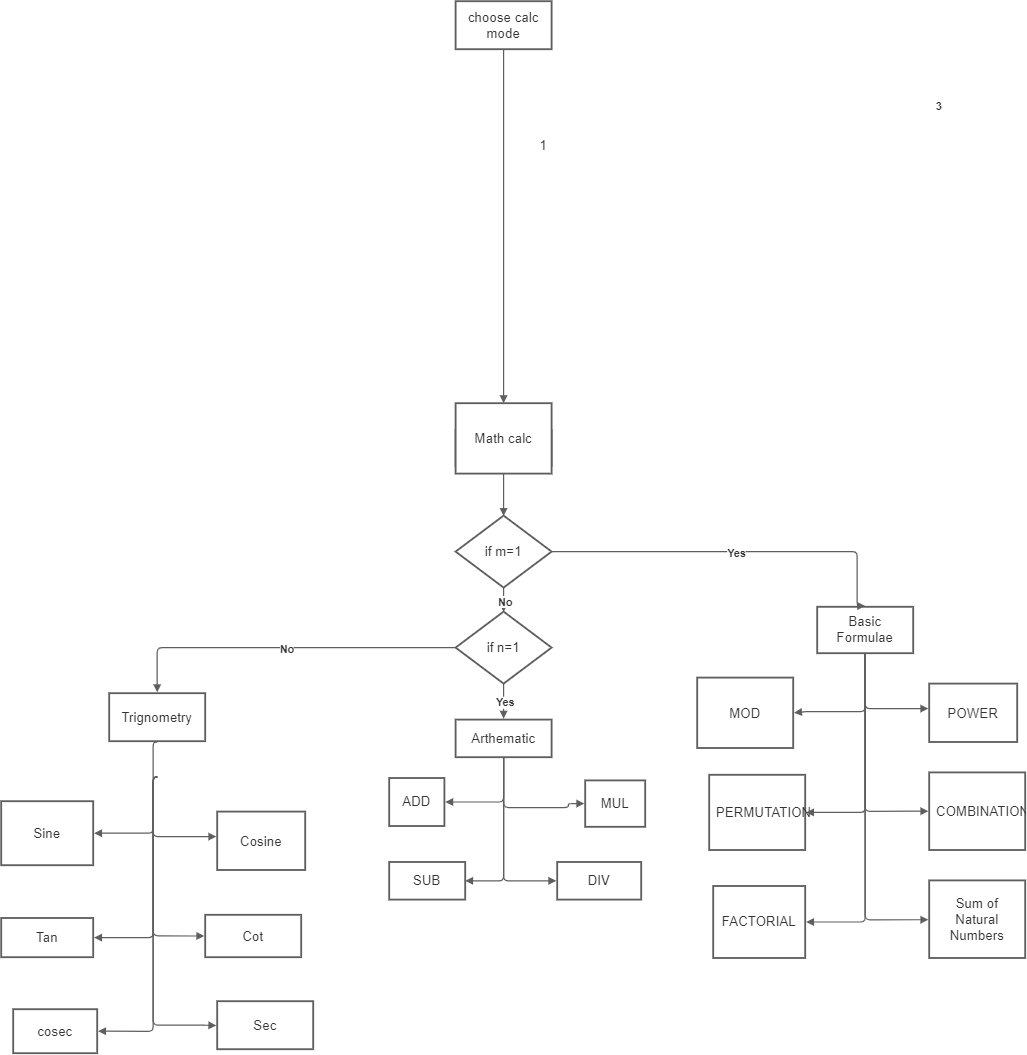 choose calc
mode
3
1
Math calc
if m=1
Yes
No
Basic
Formulae
if n=1
No
Yes
Trignometry
Arthematic
MOD
POWER
ADD
MUL
PERMUTATION
COMBINATION
Sine
Cosine
SUB
DIV
FACTORIAL
Sum of
Natural
Numbers
Tan
Cot
cosec
Sec